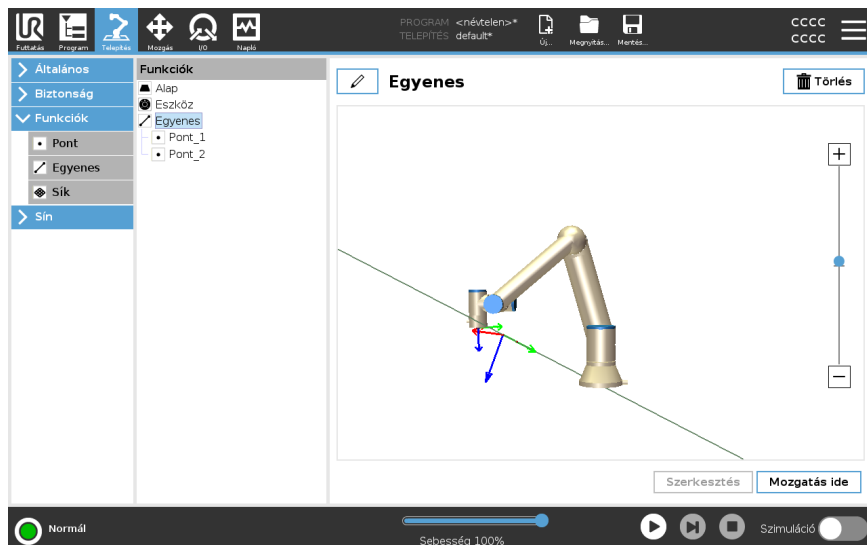 PROGRAM <névtelen>*
TELEPÍTÉS default*
CCCC
CCCC
Futtatás
Program
Telepítés
Mozgás
I/O
Napló
Új...
Megnyitás...
Mentés...
Általános
Biztonság
Funkciók
Pont
Egyenes
Sík
Sín
Funkciók
Alap
Eszköz
Egyenes
Pont_1
Pont_2
Egyenes
Törlés
Szerkesztés
Mozgatás ide
Normál
Sebesség 100%
Szimuláció